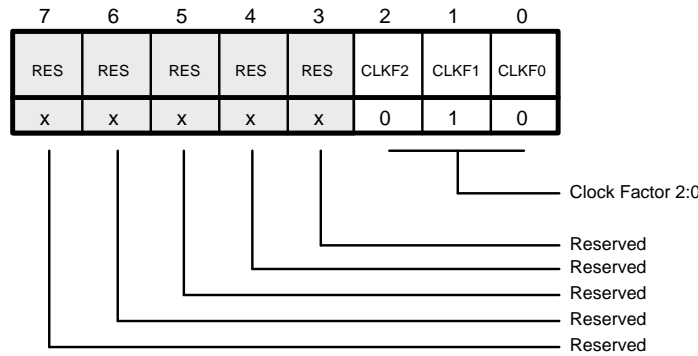 7 6 5 4 3 2 1 0
RES RES RES RES RES CLKF2 CLKF1 CLKF0
x x x x x 0 1 0
Clock Factor 2:0
Reserved
Reserved
Reserved
Reserved
Reserved